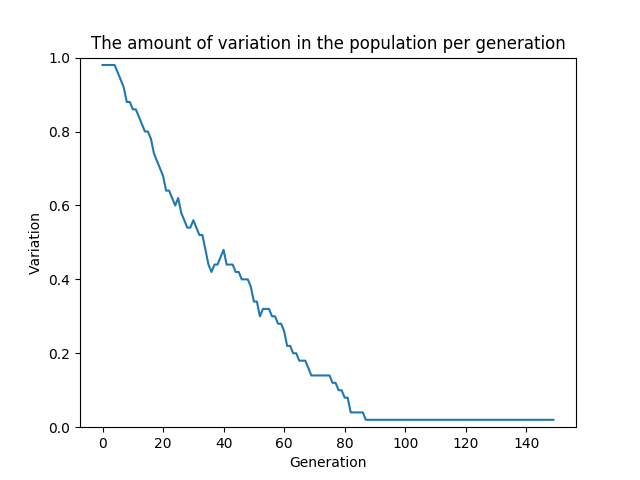 The amount of variation in the population per generation
1.0
0.8
0.6
0.4
0.2
0.0
Variation
0 20 40 60 80 100 120 140
Generation